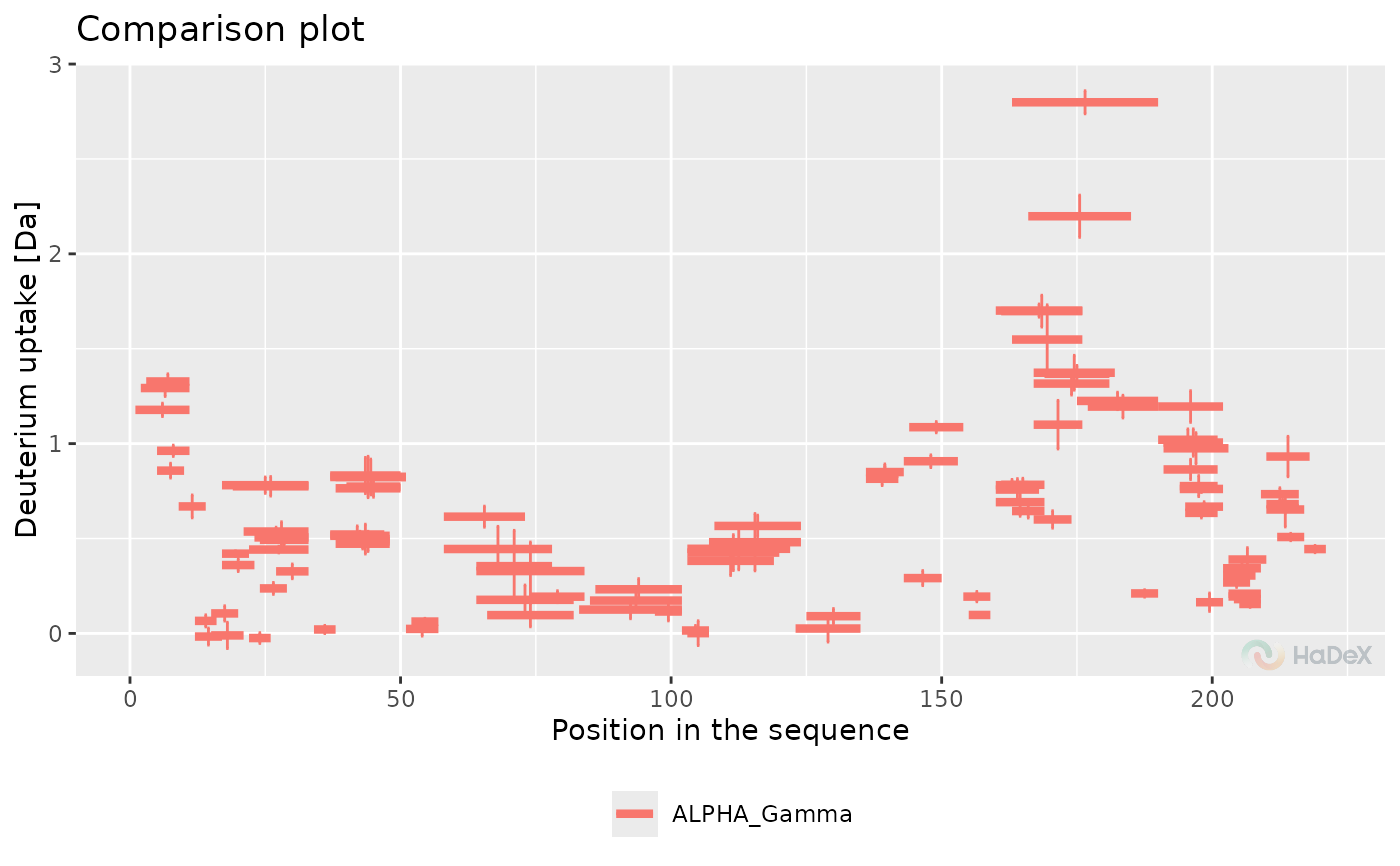 Comparison plot
Deuterium uptake [Da]
3
2
1
0
0 50 100 150 200
HaDeX
Position in the sequence
ALPHA_Gamma